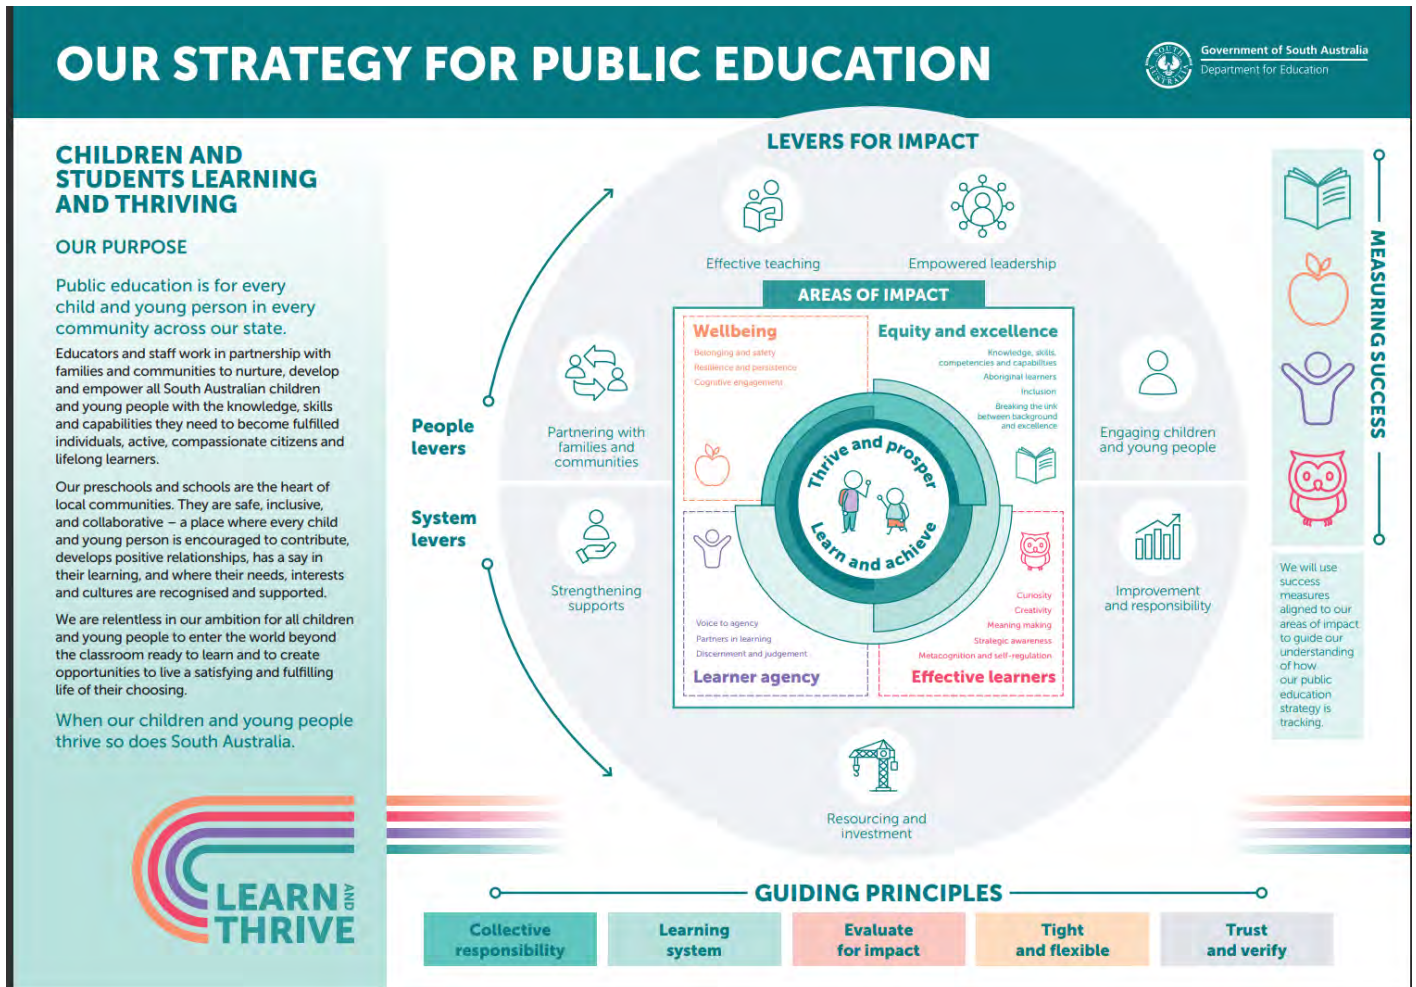 OUR STRATEGY FOR PUBLIC EDUCATION
SOUTH AUSTRALIA
Government of South Australia
Department for Education
CHILDREN AND
STUDENTS LEARNING
AND THRIVING
OUR PURPOSE
Public education is for every
child and young person in every
community across our state.
Educators and staff work in partnership with
families and communities to nurture, develop
and empower all South Australian children
and young people with the knowledge, skills
and capabilities they need to become fulfilled
individuals, active, compassionate citizens and
lifelong learners.
Our preschools and schools are the heart of
local communities. They are safe, inclusive,
and collaborative – a place where every child
and young person is encouraged to contribute,
develops positive relationships, has a say in
their learning, and where their needs, interests
and cultures are recognised and supported.
We are relentless in our ambition for all children
and young people to enter the world beyond
the classroom ready to learn and to create
opportunities to live a satisfying and fulfilling
life of their choosing.
When our children and young people
thrive so does South Australia.
LEARN AND
THRIVE
LEVERS FOR IMPACT
Effective teaching
Empowered leadership
People
levers
Partnering with
families and
communities
Engaging children
and young people
System
levers
Strengthening
supports
Improvement
and responsibility
Resourcing and
investment
AREAS OF IMPACT
Wellbeing
Belonging and safety
Resilience and persistence
Cognitive engagement
Equity and excellence
Knowledge, skills,
competencies and capabilities
Aboriginal learners
Inclusion
Breaking the link
between background
and excellence
Thrive and prosper
Learn and achieve
Voice to agency
Partners in learning
Discernment and judgement
Learner agency
Curiosity
Creativity
Meaning making
Strategic awareness
Metacognition and self-regulation
Effective learners
MEASURING SUCCESS
We will use
success
measures
aligned to our
areas of impact
to guide our
understanding
of how
our public
education
strategy is
tracking.
GUIDING PRINCIPLES
Collective
responsibility
Learning
system
Evaluate
for impact
Tight
and flexible
Trust
and verify